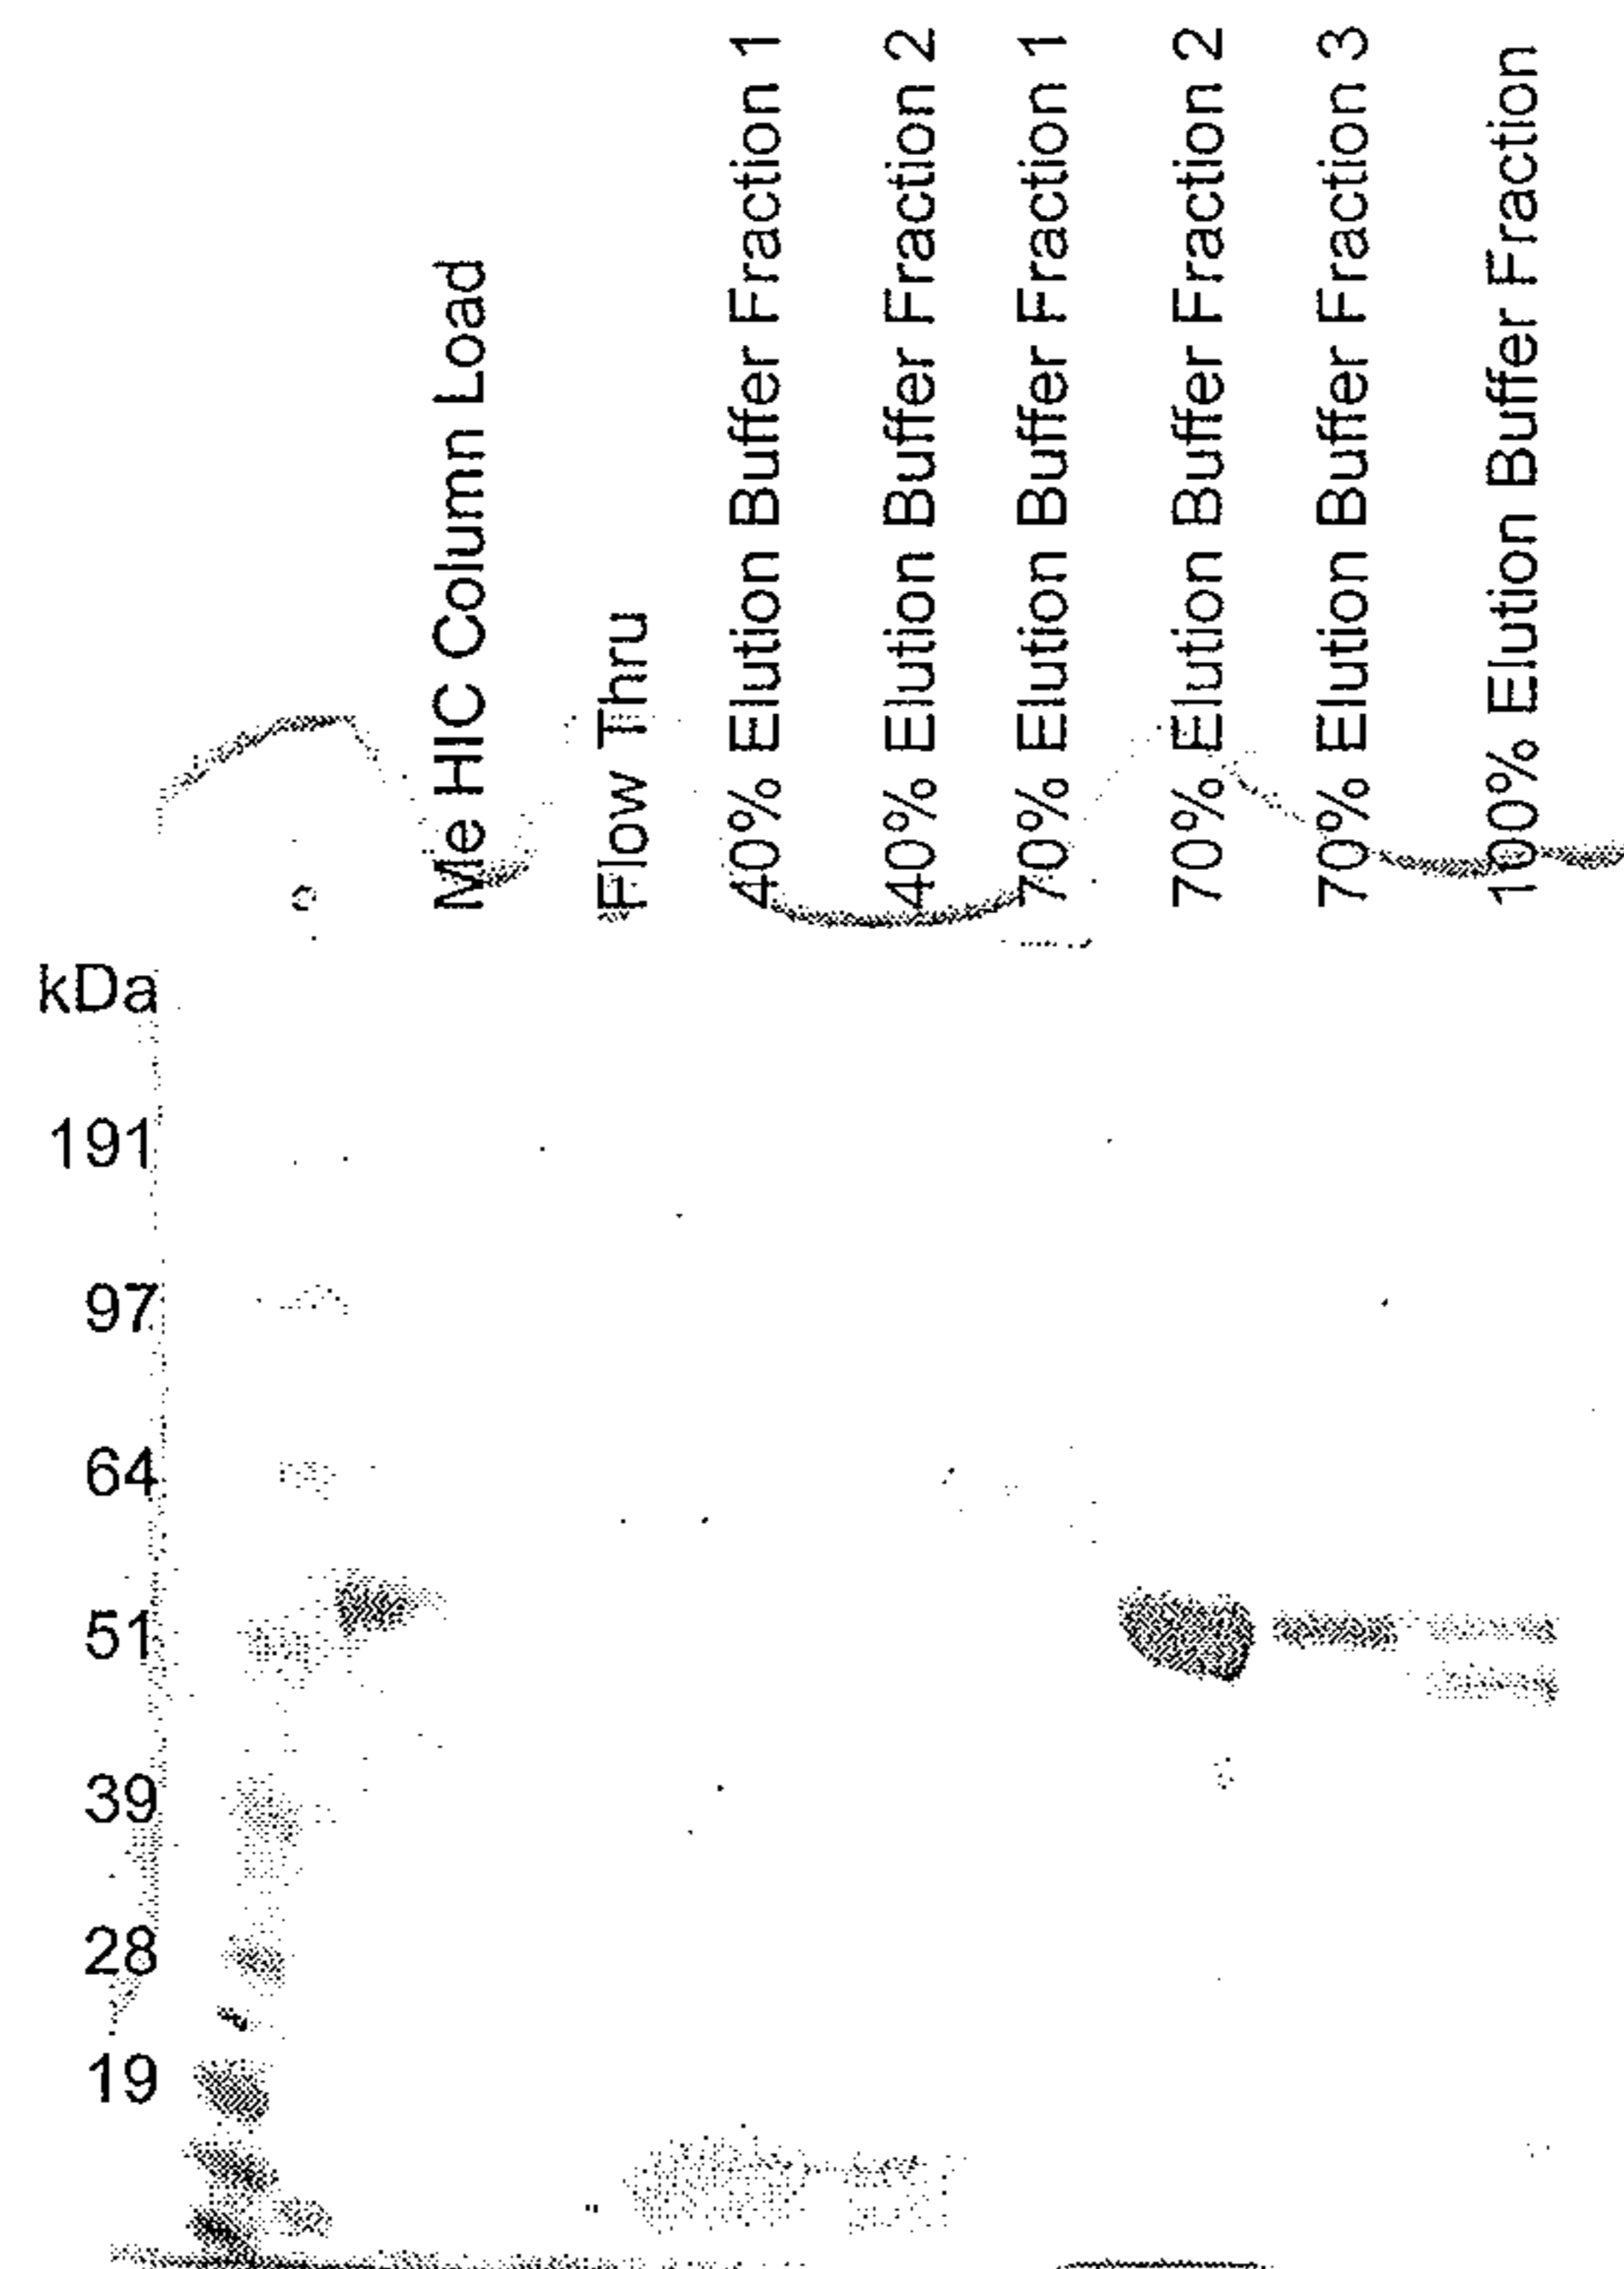 Me HIC Column Load
Flow Thru
40% Elution Buffer Fraction 1
40% Elution Buffer Fraction 2
70% Elution Buffer Fraction 1
70% Elution Buffer Fraction 2
70% Elution Buffer Fraction 3
100% Elution Buffer Fraction
kDa
191
97
64
51
39
28
19